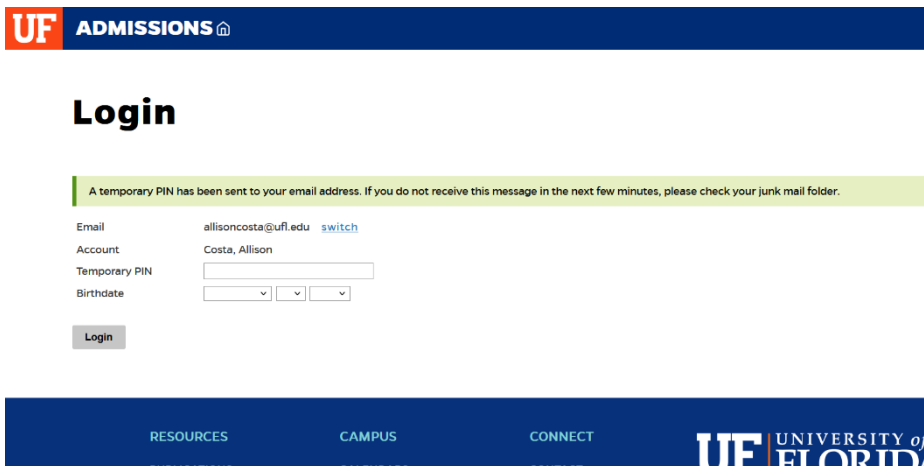 UF ADMISSIONS
Login
A temporary PIN has been sent to your email address. If you do not receive this message in the next few minutes, please check your junk mail folder.
Email allisoncosta@ufl.edu switch
Account Costa, Allison
Temporary PIN
Birthdate
Login
RESOURCES CAMPUS CONNECT
UF UNIVERSITY of
FLORID